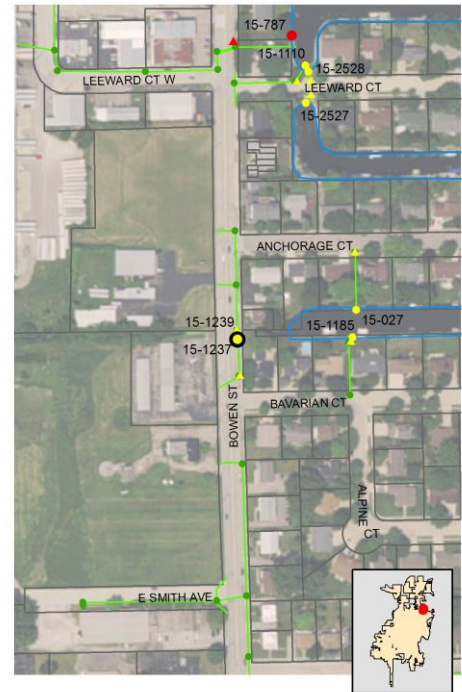 15-787
15-1110
15-2528
LEEWARD CT W
LEEWARD CT
15-2527
ANCHORAGE CT
15-1239
15-027
15-1185
15-1237
BOWEN ST
BAVARIAN CT
ALPINE
CT
E SMITH AVE